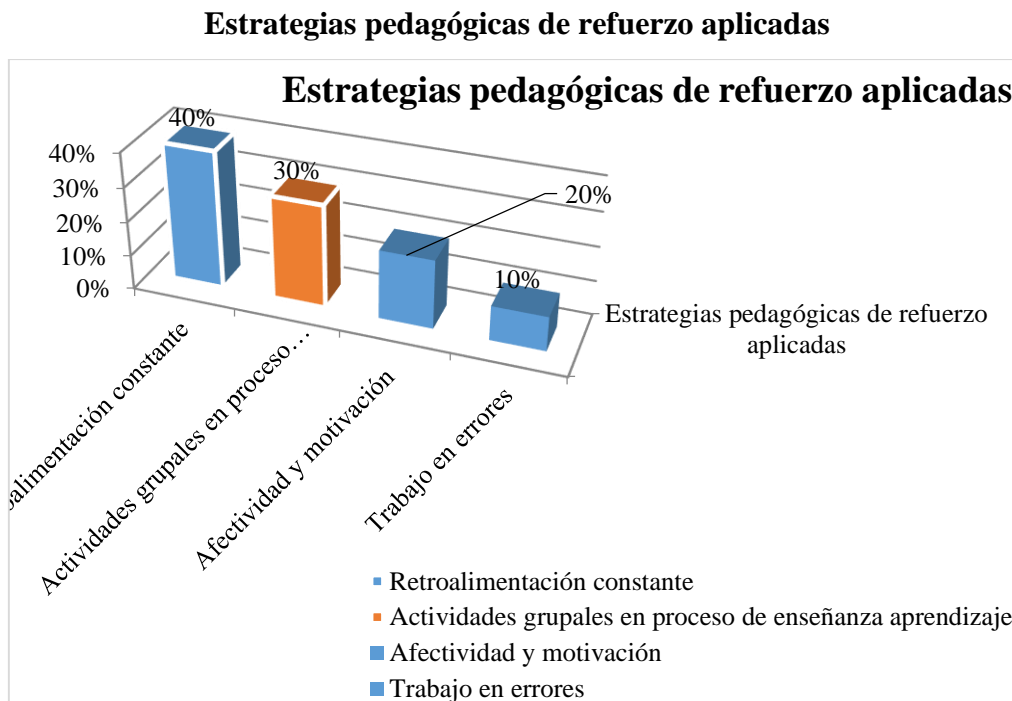 Estrategias pedagógicas de refuerzo aplicadas
Estrategias pedagógicas de refuerzo aplicadas
40%
30%
20%
10%
40%
30%
20%
10%
0%
Estrategias pedagógicas de refuerzo
aplicadas
oalimentación constante
Actividades grupales en proceso…
Afectividad y motivación
Trabajo en errores
Retroalimentación constante
Actividades grupales en proceso de enseñanza aprendizaje
Afectividad y motivación
Trabajo en errores